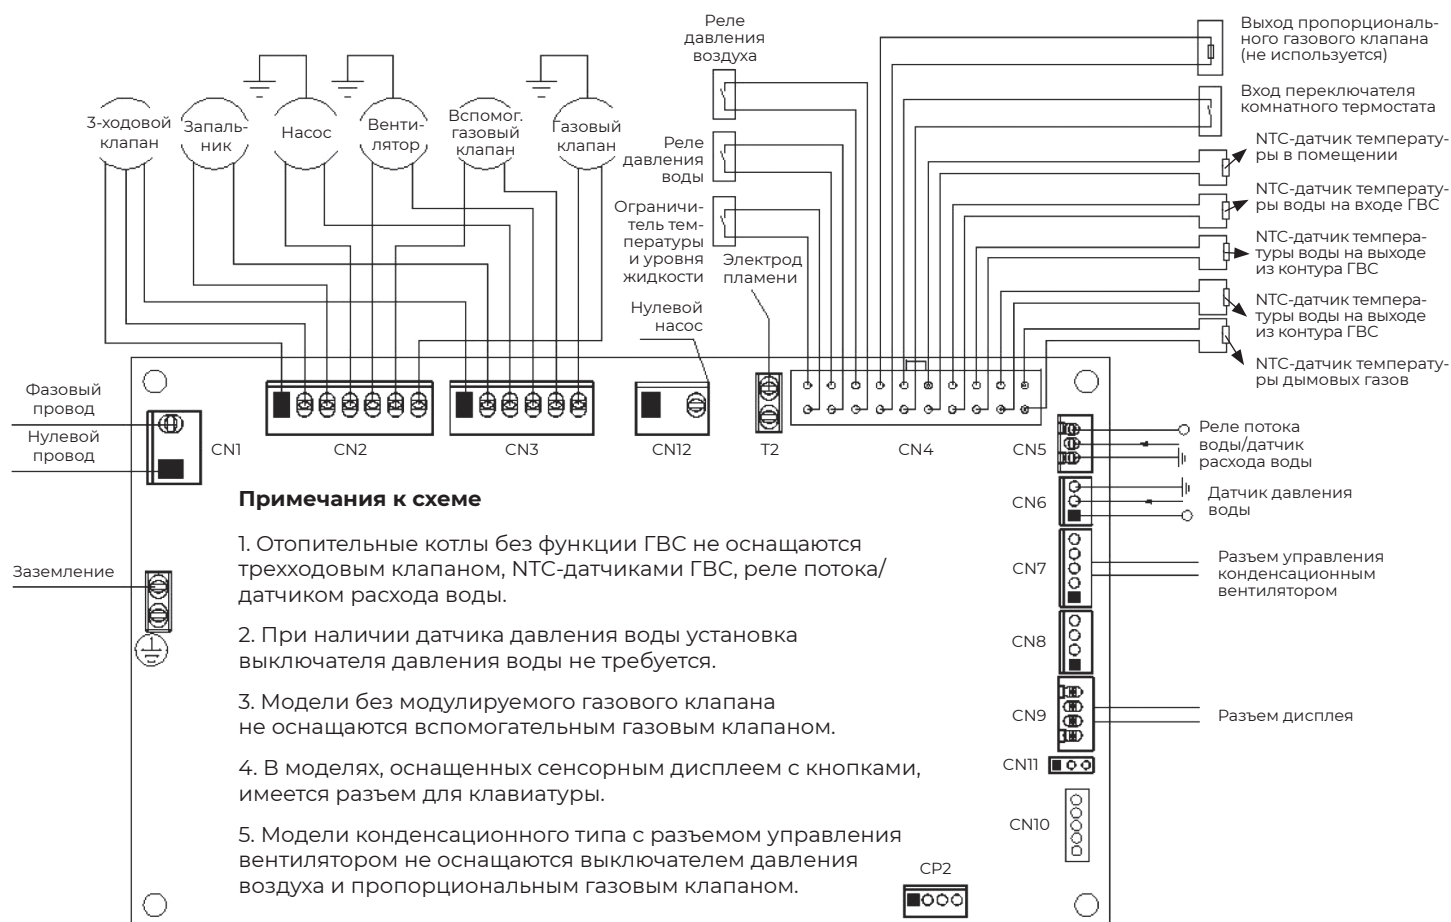 Реле
давления
воздуха
Выход пропорциональ-
ного газового клапана
(не используется)
Вход переключателя
комнатного термостата
3-ходовой
клапан
Запаль-
ник
Насос
Венти-
лятор
Вспомог.
газовый
клапан
Газовый
клапан
Реле
давления
воды
NTC-датчик температу-
ры в помещении
NTC-датчик температу-
ры воды на входе ГВС
Ограничи-
тель тем-
пературы
и уровня
жидкости
Электрод
пламени
NTC-датчик темпера-
туры воды на выходе
из контура ГВС
NTC-датчик темпера-
туры воды на выходе
из контура ГВС
Нулевой
насос
NTC-датчик температу-
ры дымовых газов
Фазовый
провод
Нулевой
провод
CN1
CN2
CN3
CN12
T2
CN4
CN5
Реле потока
воды/датчик
расхода воды
CN6
Датчик давления
воды
CN7
Разъем управления
конденсационным
вентилятором
CN8
CN9
Разъем дисплея
CN11
CN10
CP2
Заземление
Примечания к схеме
1. Отопительные котлы без функции ГВС не оснащаются
трехходовым клапаном, NTC-датчиками ГВС, реле потока/
датчиком расхода воды.
2. При наличии датчика давления воды установка
выключателя давления воды не требуется.
3. Модели без модулируемого газового клапана
не оснащаются вспомогательным газовым клапаном.
4. В моделях, оснащенных сенсорным дисплеем с кнопками,
имеется разъем для клавиатуры.
5. Модели конденсационного типа с разъемом управления
вентилятором не оснащаются выключателем давления
воздуха и пропорциональным газовым клапаном.